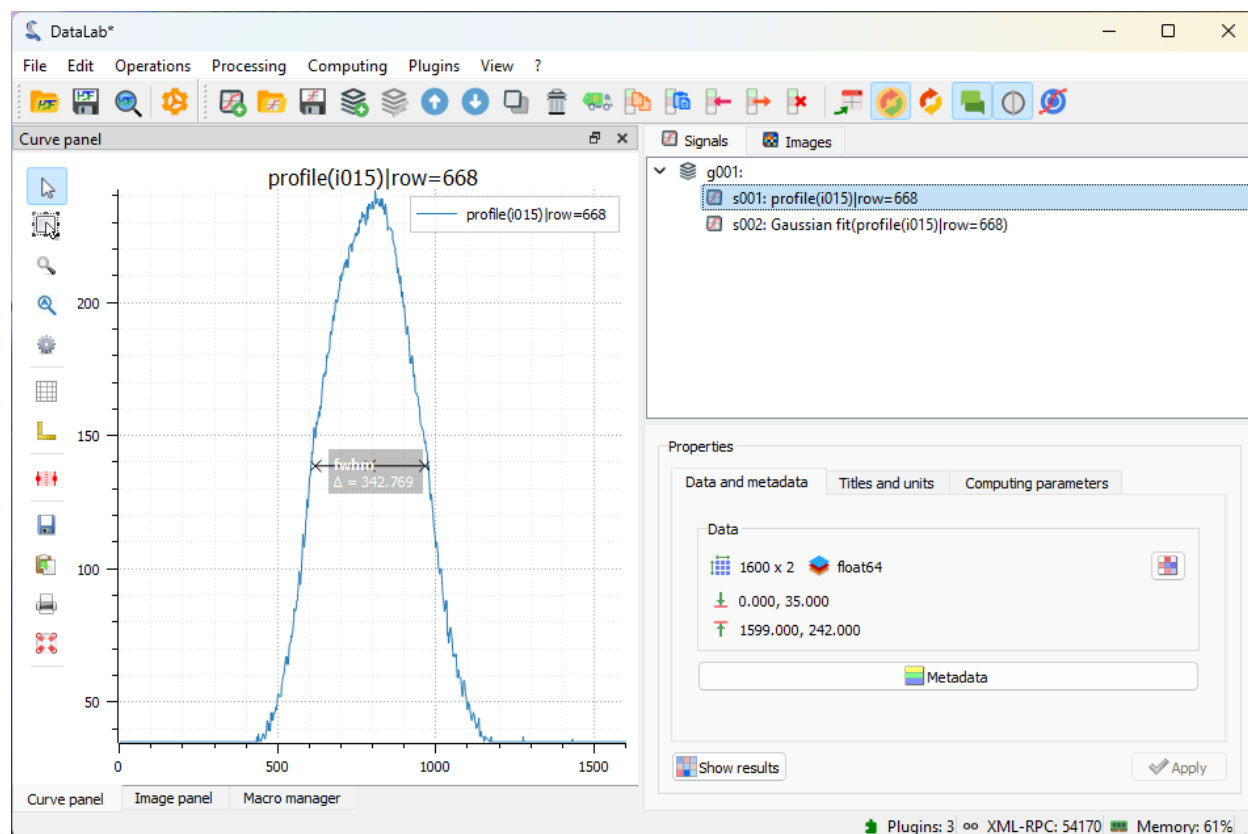 DataLab*
File Edit Operations Processing Computing Plugins View ?
Curve panel
profile(i015)|row=668
profile(i015)|row=668
200
150
100
50
0 500 1000 1500
fwhm
Δ = 342.769
Curve panel Image panel Macro manager
Signals Images
g001:
s001: profile(i015)|row=668
s002: Gaussian fit(profile(i015)|row=668)
Properties
Data and metadata Titles and units Computing parameters
Data
1600 x 2 float64
0.000, 35.000
1599.000, 242.000
Metadata
Show results Apply
Plugins: 3 XML-RPC: 54170 Memory: 61%